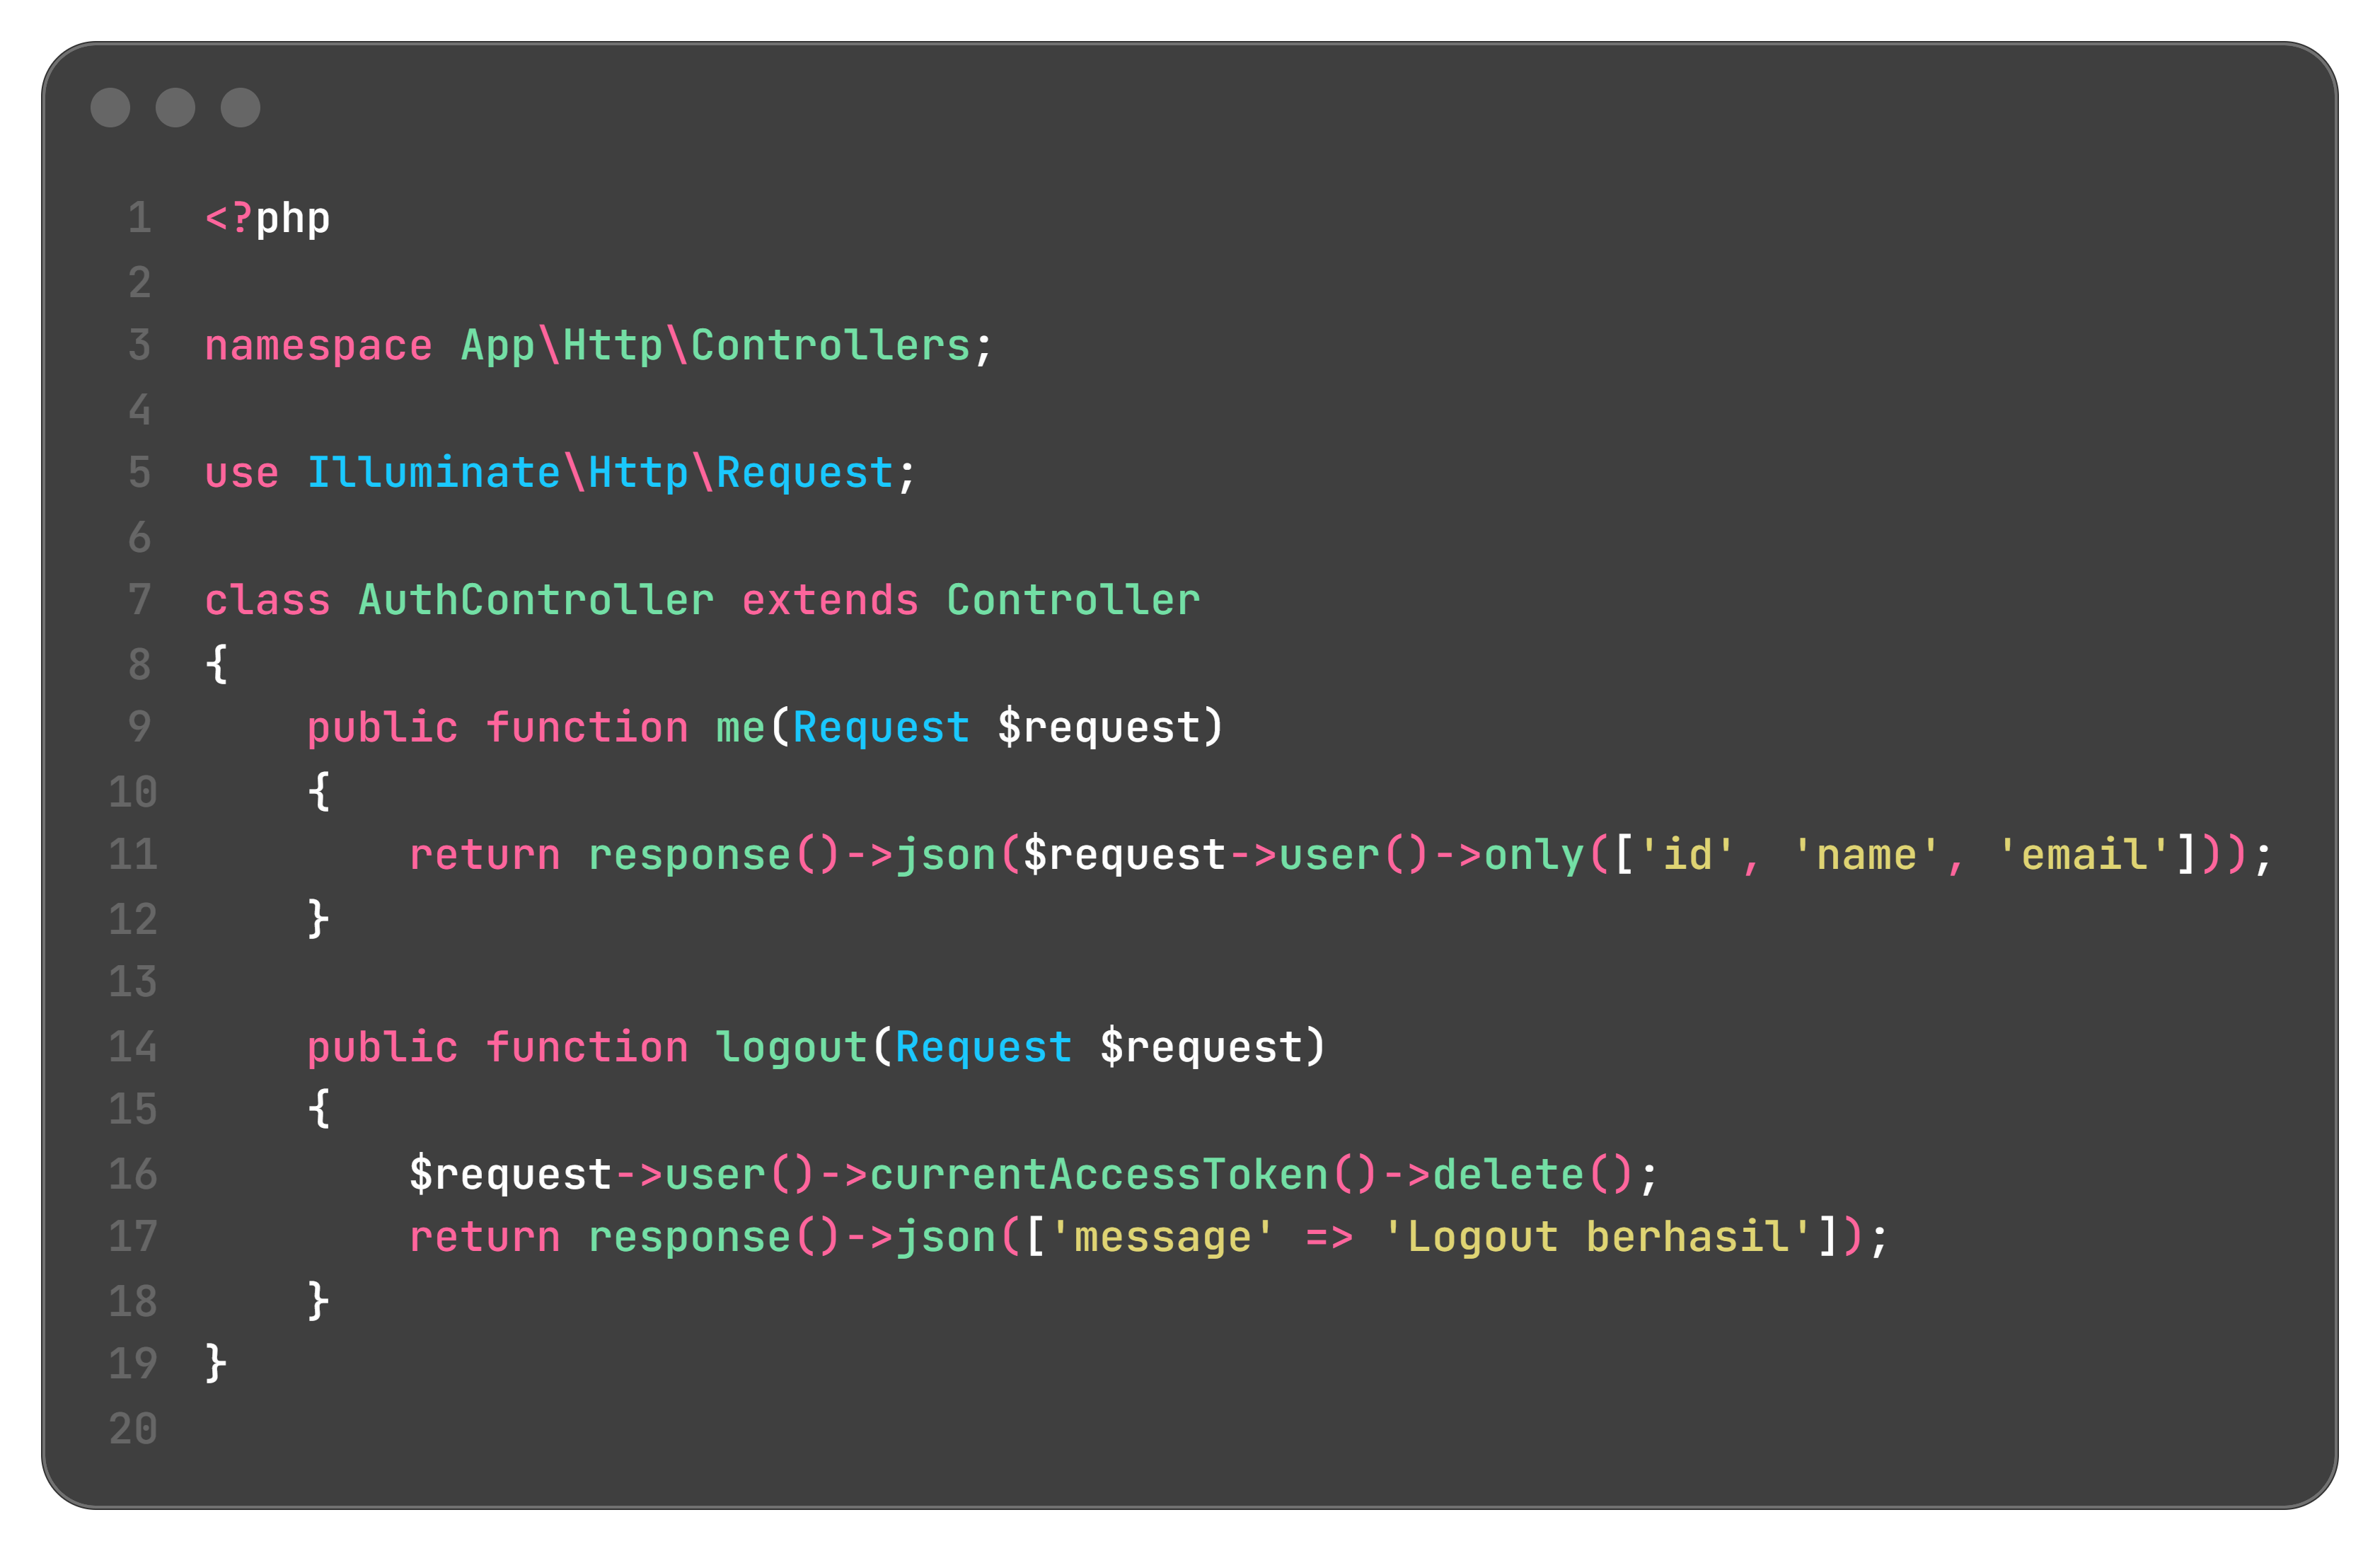 1 <?php
2
3 namespace App\Http\Controllers;
4
5 use Illuminate\Http\Request;
6
7 class AuthController extends Controller
8 {
9     public function me(Request $request)
10     {
11         return response()->json($request->user()->only(['id', 'name', 'email']));
12     }
13
14     public function logout(Request $request)
15     {
16         $request->user()->currentAccessToken()->delete();
17         return response()->json(['message' => 'Logout berhasil']);
18     }
19 }
20